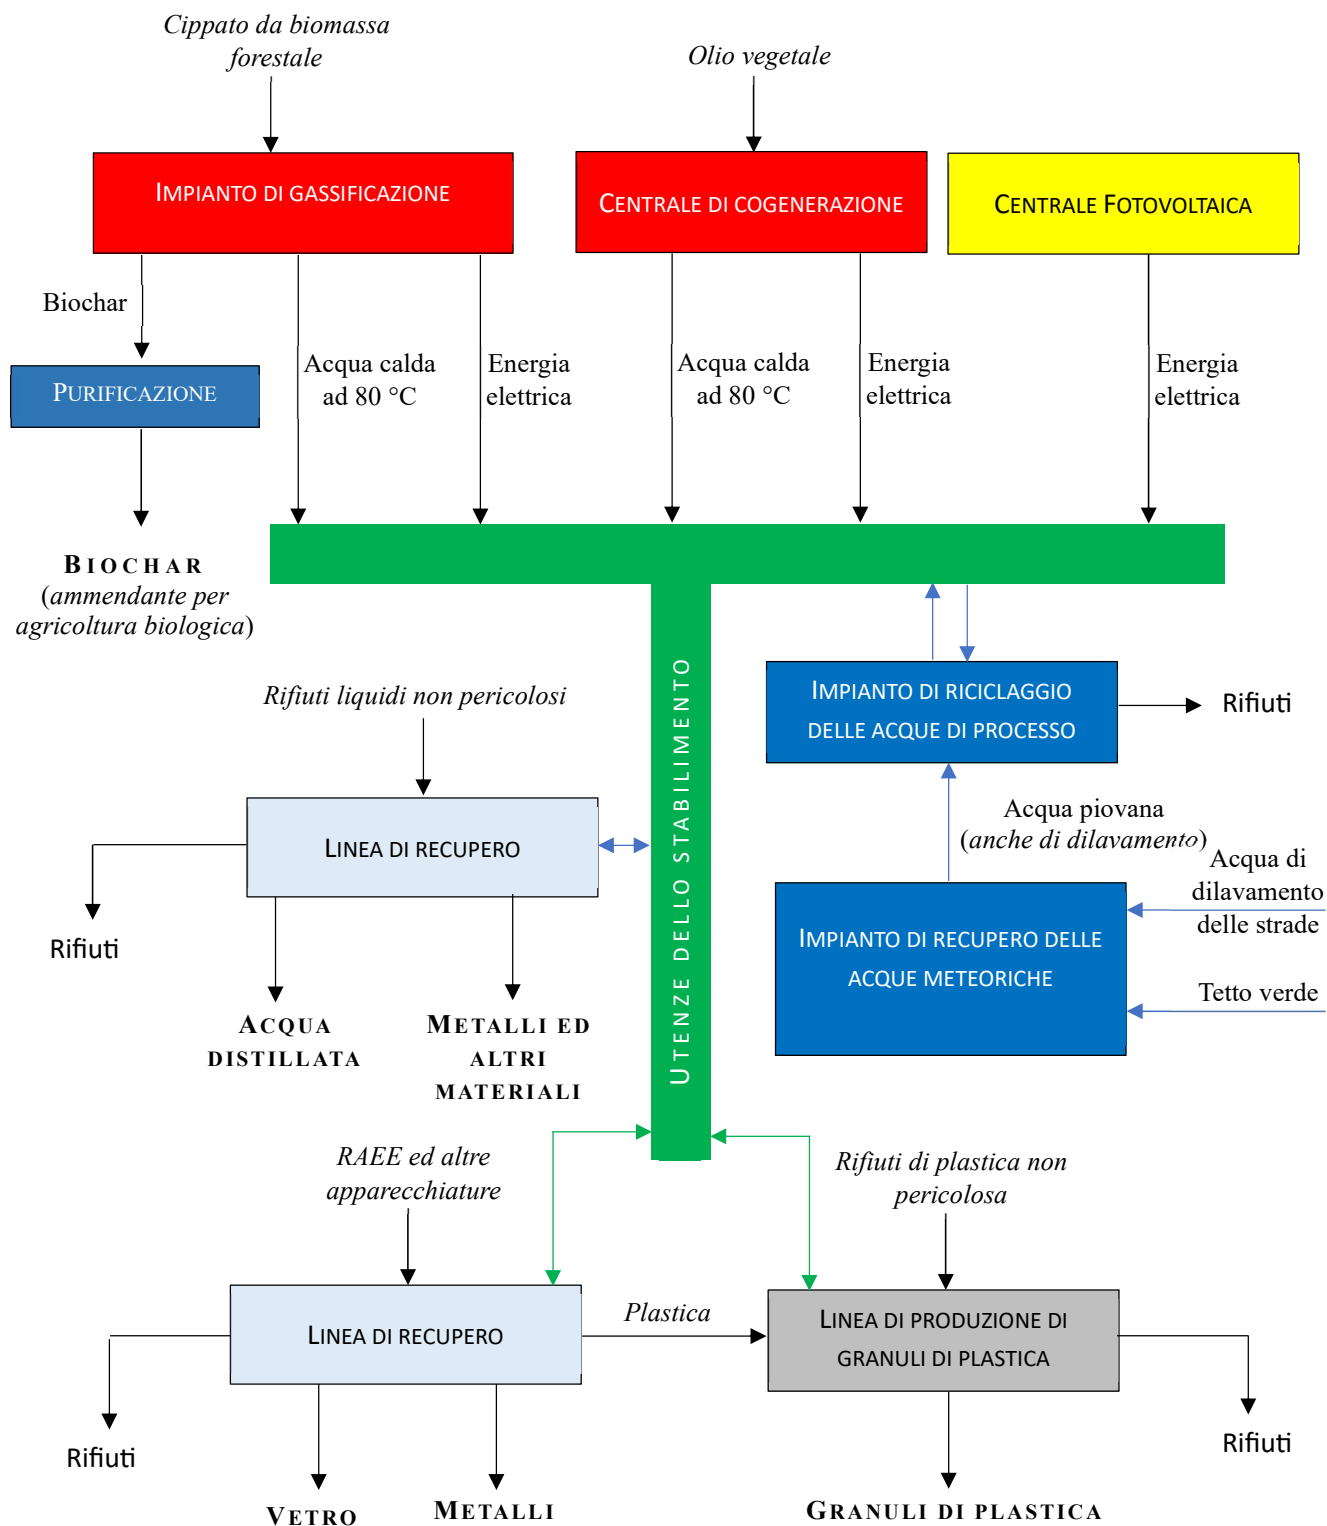 Cippato da biomassa
forestale
Olio vegetale
IMPIANTO DI GASSIFICAZIONE
CENTRALE DI COGENERAZIONE
CENTRALE FOTOVOLTAICA
Biochar
Acqua calda
ad 80 °C
Energia
elettrica
Acqua calda
ad 80 °C
Energia
elettrica
Energia
elettrica
PURIFICAZIONE
BIOCHAR
(ammendante per
agricoltura biologica)
UTENZE DELLO STABILIMENTO
Rifiuti liquidi non pericolosi
IMPIANTO DI RICICLAGGIO
DELLE ACQUE DI PROCESSO
Rifiuti
LINEA DI RECUPERO
Acqua piovana
(anche di dilavamento)
Acqua di
dilavamento
delle strade
Rifiuti
IMPIANTO DI RECUPERO DELLE
ACQUE METEORICHE
Tetto verde
ACQUA
DISTILLATA
METALLI ED
ALTRI
MATERIALI
RAEE ed altre
apparecchiature
Rifiuti di plastica non
pericolosa
LINEA DI RECUPERO
Plastica
LINEA DI PRODUZIONE DI
GRANULI DI PLASTICA
Rifiuti
Rifiuti
VETRO
METALLI
GRANULI DI PLASTICA